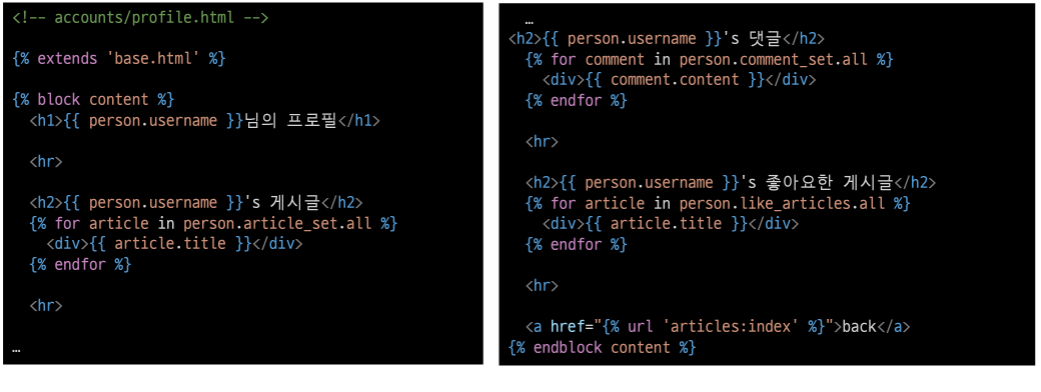 <!-- accounts/profile.html -->
{% extends 'base.html' %}
{% block content %}
<h1>{{ person.username }}님의 프로필</h1>
<hr>
<h2>{{ person.username }}'s 게시글</h2>
{% for article in person.article_set.all %}
<div>{{ article.title }}</div>
{% endfor %}
<hr>
…
…
<h2>{{ person.username }}'s 댓글</h2>
{% for comment in person.comment_set.all %}
<div>{{ comment.content }}</div>
{% endfor %}
<hr>
<h2>{{ person.username }}'s 좋아요한 게시글</h2>
{% for article in person.like_articles.all %}
<div>{{ article.title }}</div>
{% endfor %}
<hr>
<a href="{% url 'articles:index' %}">back</a>
{% endblock content %}